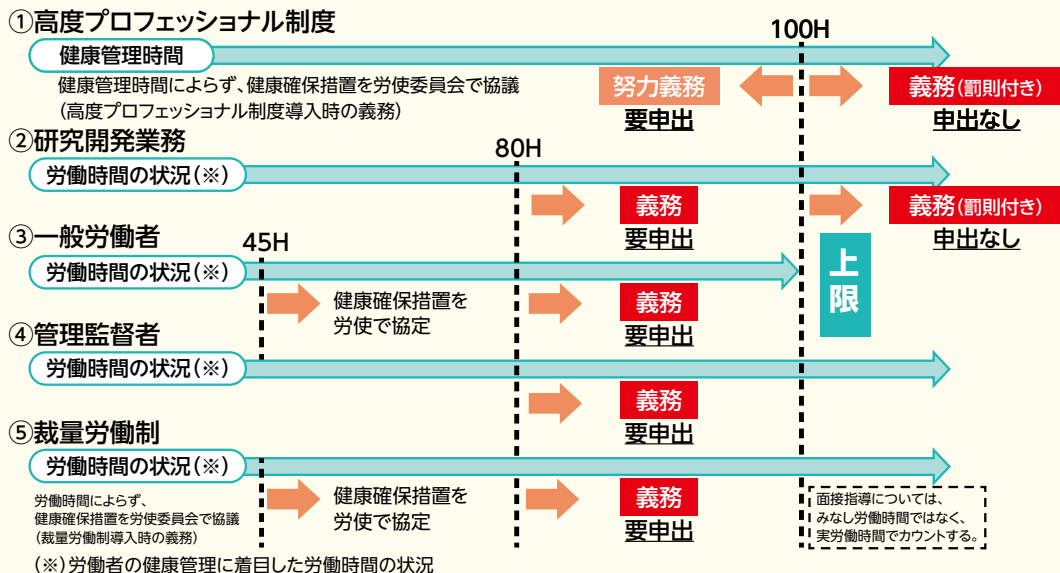 ①高度プロフェッショナル制度
100H
健康管理時間
健康管理時間によらず、健康確保措置を労使委員会で協議
(高度プロフェッショナル制度導入時の義務)
努力義務
要申出
義務(罰則付き)
申出なし
②研究開発業務
80H
労働時間の状況(※)
義務
要申出
義務(罰則付き)
申出なし
③一般労働者
45H
労働時間の状況(※)
健康確保措置を
労使で協定
義務
要申出
上限
④管理監督者
労働時間の状況(※)
義務
要申出
⑤裁量労働制
労働時間の状況(※)
労働時間によらず、
健康確保措置を労使委員会で協議
(裁量労働制導入時の義務)
健康確保措置を
労使で協定
義務
要申出
面接指導については、
みなし労働時間ではなく、
実労働時間でカウントする。
(※)労働者の健康管理に着目した労働時間の状況